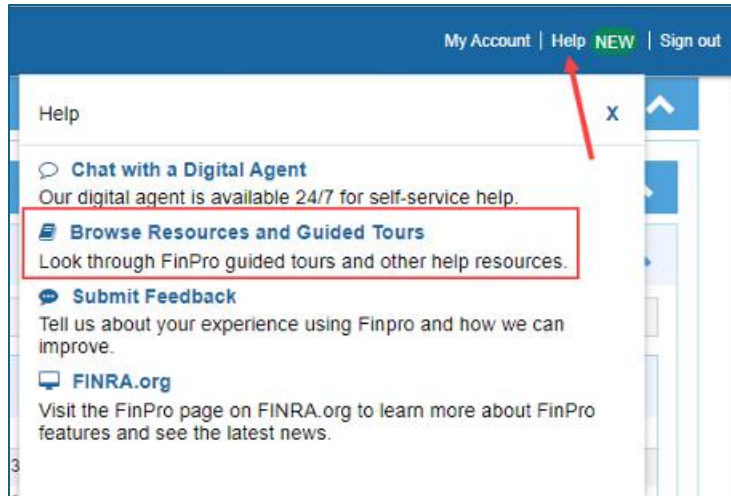 My Account | Help NEW | Sign out
Help X
Chat with a Digital Agent
Our digital agent is available 24/7 for self-service help.
Browse Resources and Guided Tours
Look through FinPro guided tours and other help resources.
Submit Feedback
Tell us about your experience using Finpro and how we can
improve.
FINRA.org
Visit the FinPro page on FINRA.org to learn more about FinPro
features and see the latest news.
3